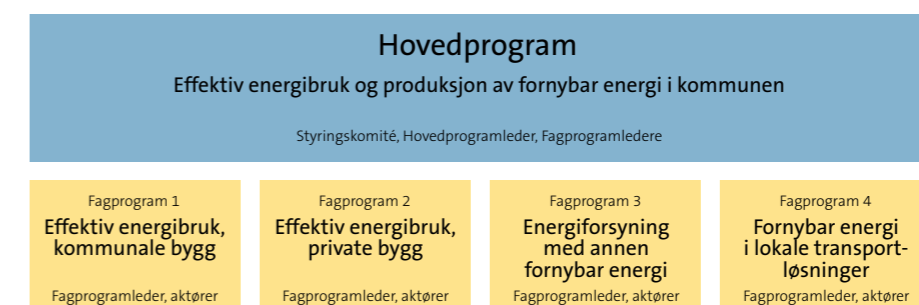 Hovedprogram
Effektiv energibruk og produksjon av fornybar energi i kommunen
Styringskomité, Hovedprogramleder, Fagprogramledere
Fagprogram 1
Effektiv energibruk,
kommunale bygg
Fagprogramleder, aktører
Fagprogram 2
Effektiv energibruk,
private bygg
Fagprogramleder, aktører
Fagprogram 3
Energiforsyning
med annen
fornybar energi
Fagprogramleder, aktører
Fagprogram 4
Fornybar energi
i lokale transport-
løsninger
Fagprogramleder, aktører